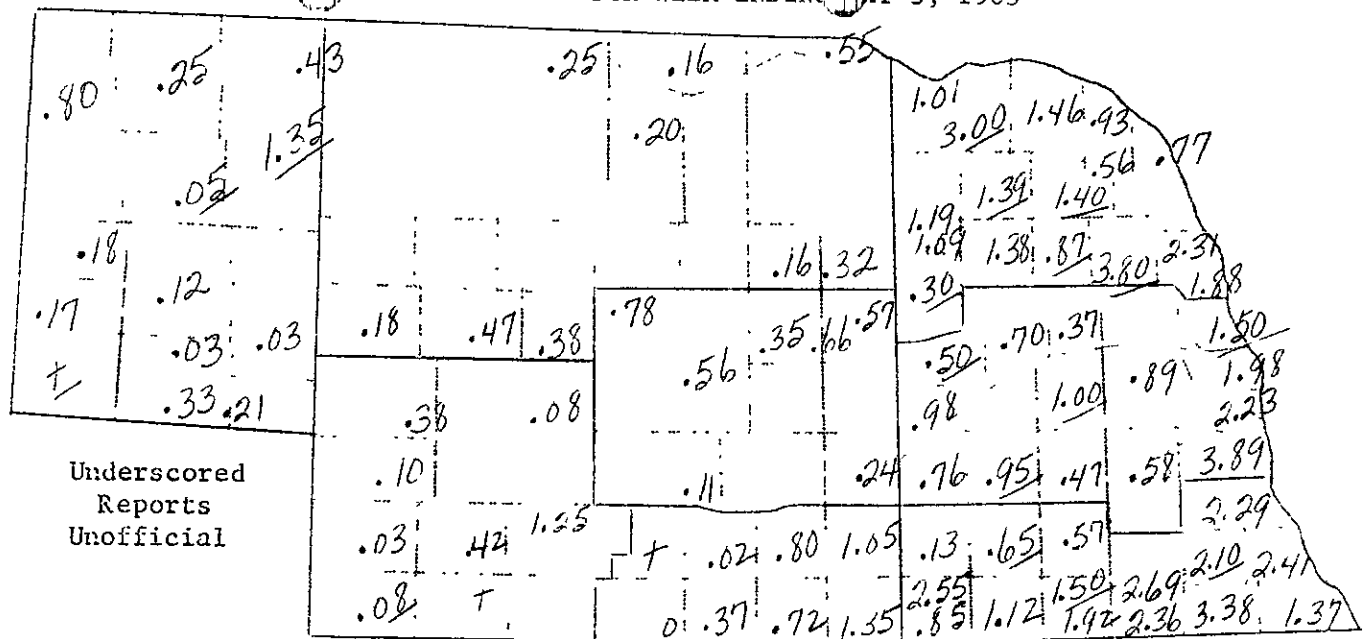 3, 1965
.80 .25 .43 .25 .16 .55
1.01 3.00 1.46 .93
.20
1.35
.05
.56 .77
1.39 1.40
1.19
1.09 1.38 .87 3.80 2.31
.18
.16 .32
.30 1.88
.12
.17
.03 .03
.18 .47 .38
.78
.35 .66 .57
.50 .70 .37 1.50
+
.33 .21
.56
.89 1.98
.38 .08
.98 1.00 2.23
Underscored
Reports
Unofficial
.10
.11 .24 .76 .95 .47 .58 3.89
2.29
.03 .42 1.25
+ .02 .80 1.05 .13 .65 .57
2.10 2.41
.08 T
2.55 1.50 2.69
0 .37 .72 1.35 .85 1.12 1.92 2.36 3.38 1.37